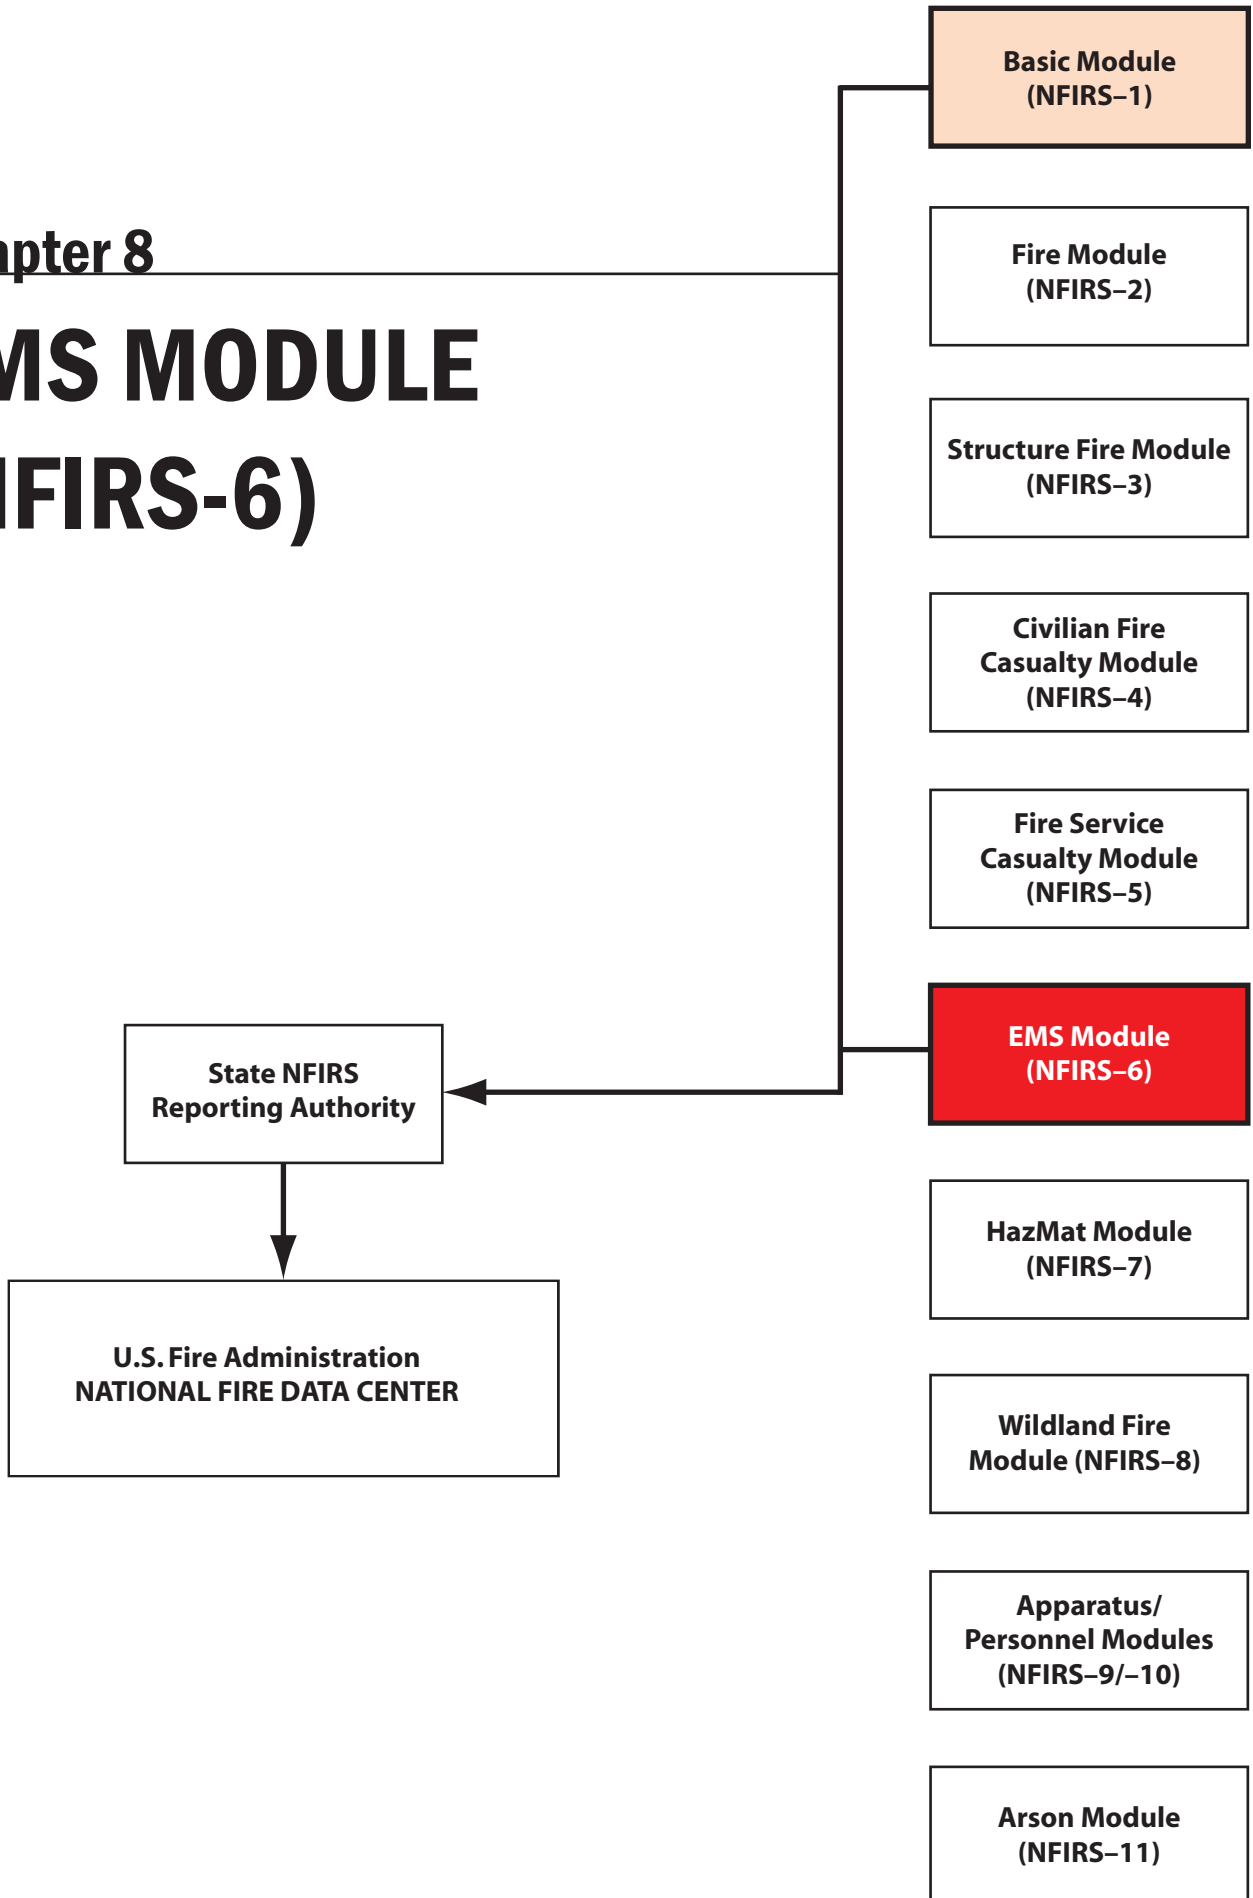 apter 8
MS MODULE
NFIRS-6)
Basic Module
(NFIRS–1)
Fire Module
(NFIRS–2)
Structure Fire Module
(NFIRS–3)
Civilian Fire
Casualty Module
(NFIRS–4)
Fire Service
Casualty Module
(NFIRS–5)
EMS Module
(NFIRS–6)
State NFIRS
Reporting Authority
HazMat Module
(NFIRS–7)
U.S. Fire Administration
NATIONAL FIRE DATA CENTER
Wildland Fire
Module (NFIRS–8)
Apparatus/
Personnel Modules
(NFIRS–9/–10)
Arson Module
(NFIRS–11)